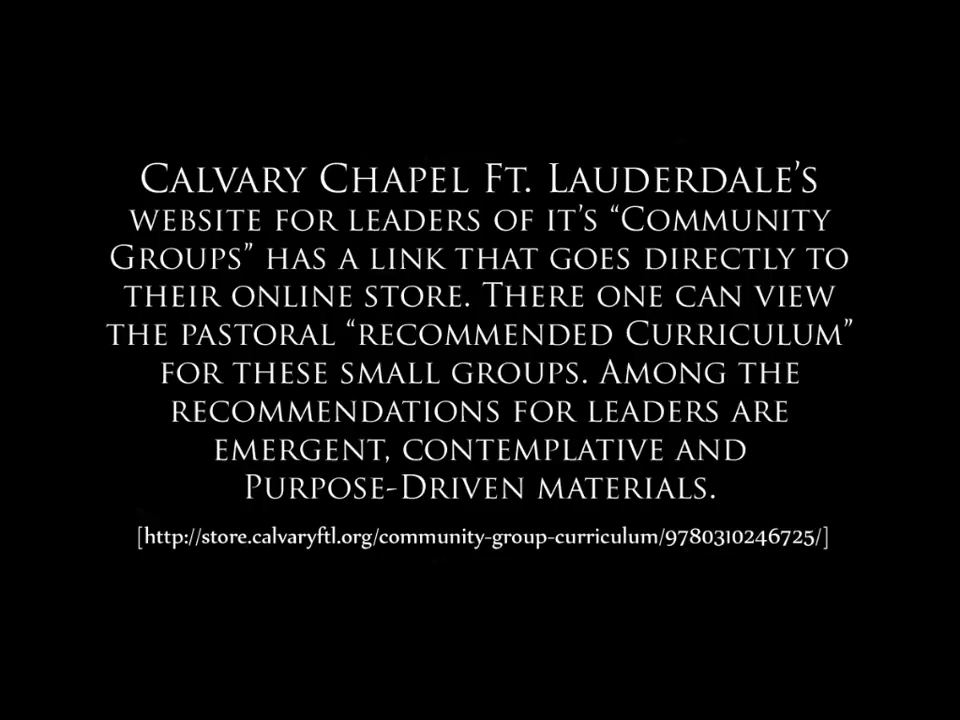 Calvary Chapel Ft. Lauderdale’s
website for leaders of it’s “Community
Groups” has a link that goes directly to
their online store. There one can view
the pastoral “recommended Curriculum”
for these small groups. Among the
recommendations for leaders are
emergent, contemplative and
Purpose-Driven materials.
[http://store.calvaryftl.org/community-group-curriculum/9780310246725/]